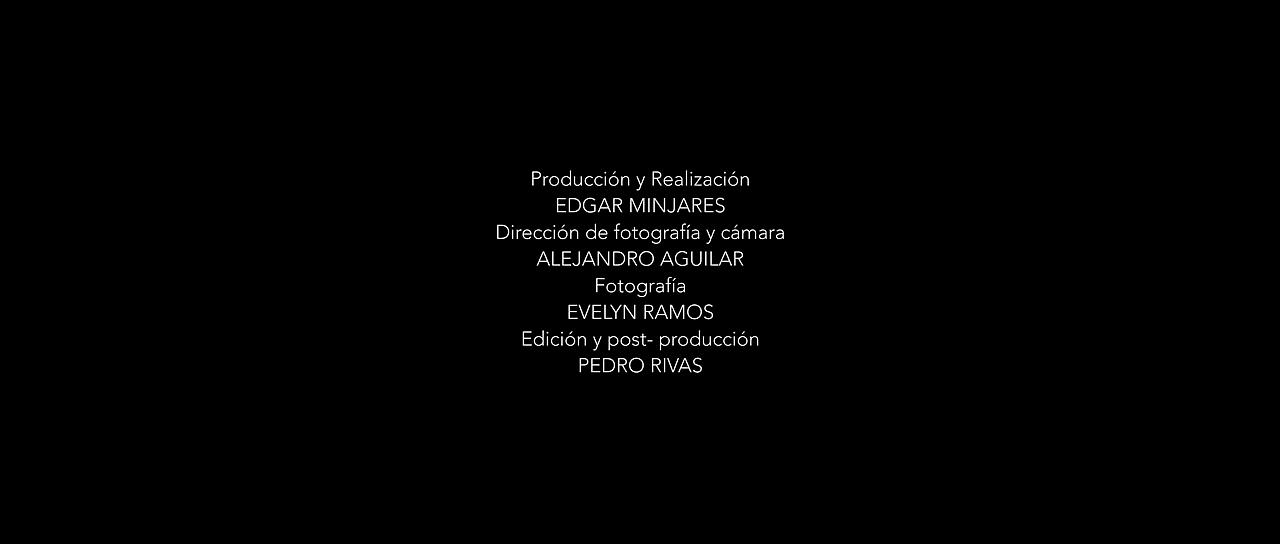 Producción y Realización
EDGAR MINJARES
Dirección de fotografía y cámara
ALEJANDRO AGUILAR
Fotografía
EVELYN RAMOS
Edición y post- producción
PEDRO RIVAS